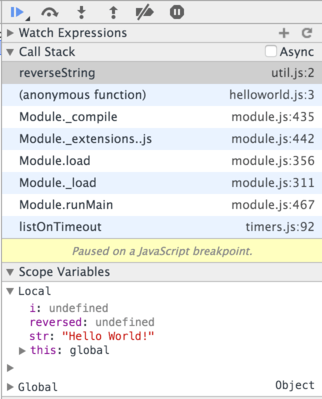 Watch Expressions
Call Stack Async
reverseString util.js:2
(anonymous function) helloworld.js:3
Module._compile module.js:435
Module._extensions..js module.js:442
Module.load module.js:356
Module._load module.js:311
Module.runMain module.js:467
listOnTimeout timers.js:92
Paused on a JavaScript breakpoint.
Scope Variables
Local
i: undefined
reversed: undefined
str: "Hello World!"
this: global
Global Object